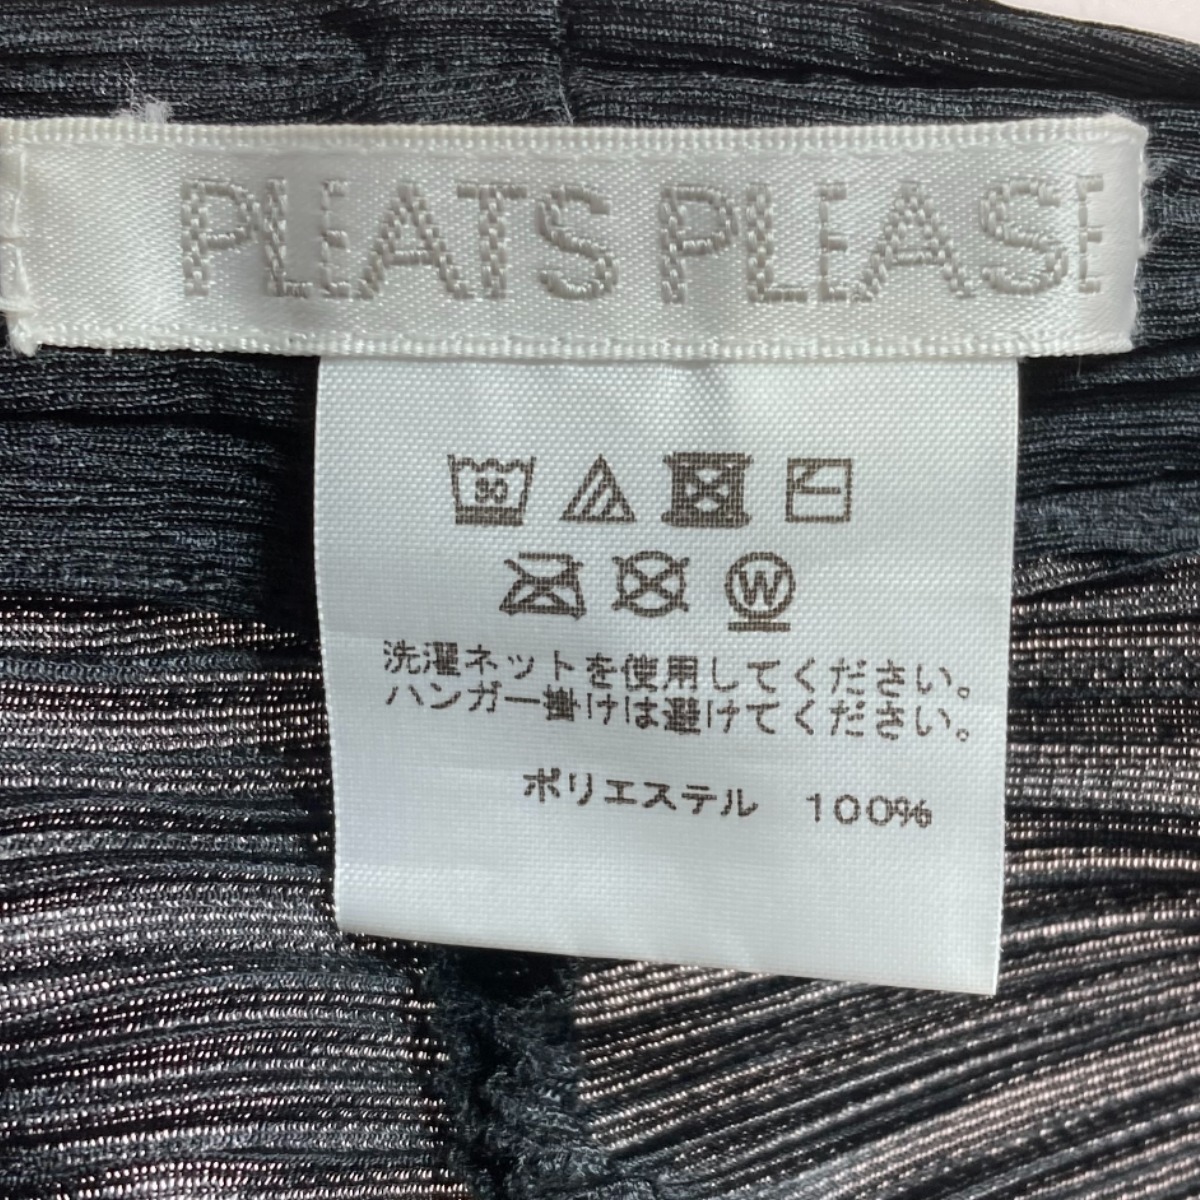 PLEATS PLEASE
30
W
洗濯ネットを使用してください。
ハンガー掛けは避けてください。
ポリエステル　100%